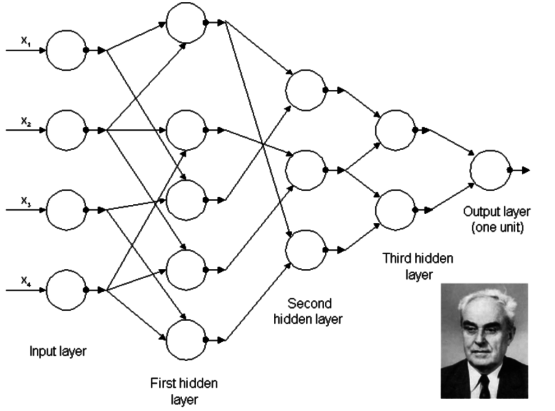 X1
X2
X3
X4
Input layer
First hidden
layer
Second
hidden layer
Third hidden
layer
Output layer
(one unit)